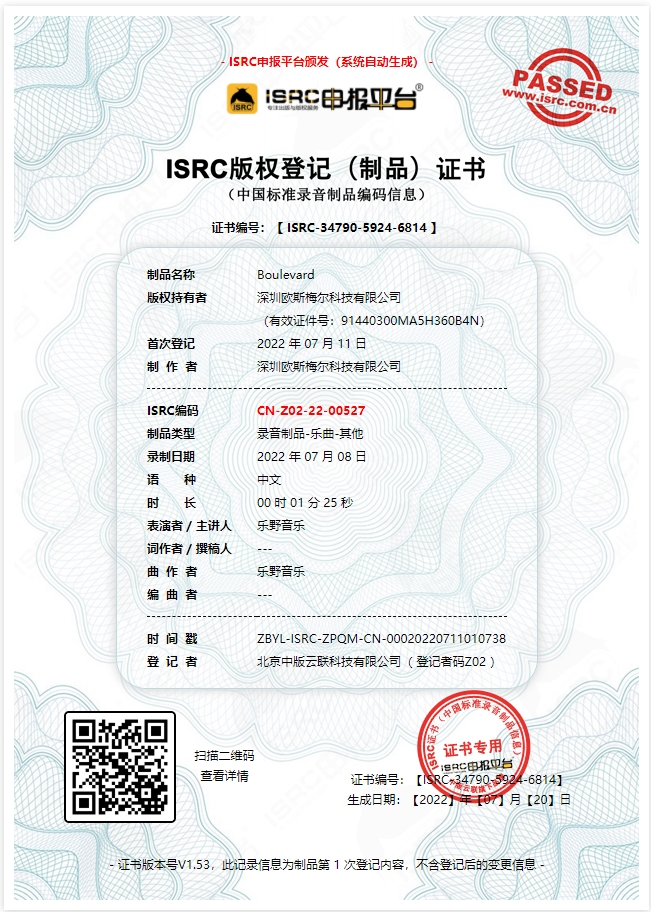 - ISRC申报平台颁发（系统自动生成） -
ISRC申报平台®
专注出版与版权服务
ISRC
PASSED
www.isrc.com.cn
ISRC版权登记（制品）证书
（中国标准录音制品编码信息）
证书编号：【 ISRC-34790-5924-6814 】
制品名称 Boulevard
版权持有者 深圳欧斯梅尔科技有限公司
（有效证件号：91440300MA5H360B4N）
首次登记 2022 年 07 月 11 日
制 作 者 深圳欧斯梅尔科技有限公司
ISRC编码 CN-Z02-22-00527
制品类型 录音制品-乐曲-其他
录制日期 2022 年 07 月 08 日
语 种 中文
时 长 00 时 01 分 25 秒
表演者 / 主讲人 乐野音乐
词作者 / 撰稿人 ---
曲 作 者 乐野音乐
编 曲 者 ---
时 间 戳 ZBYL-ISRC-ZPQM-CN-00020220711010738
登 记 者 北京中版云联科技有限公司（ 登记者码Z02 ）
扫描二维码
查看详情
ISRC证书（中国标准录音制品信息）
证书专用
ISRC申报平台
证书编号：【ISRC-34790-5924-6814】
生成日期：【2022】年【07】月【20】日
- 证书版本号V1.53，此记录信息为制品第 1 次登记内容，不含登记后的变更信息 -